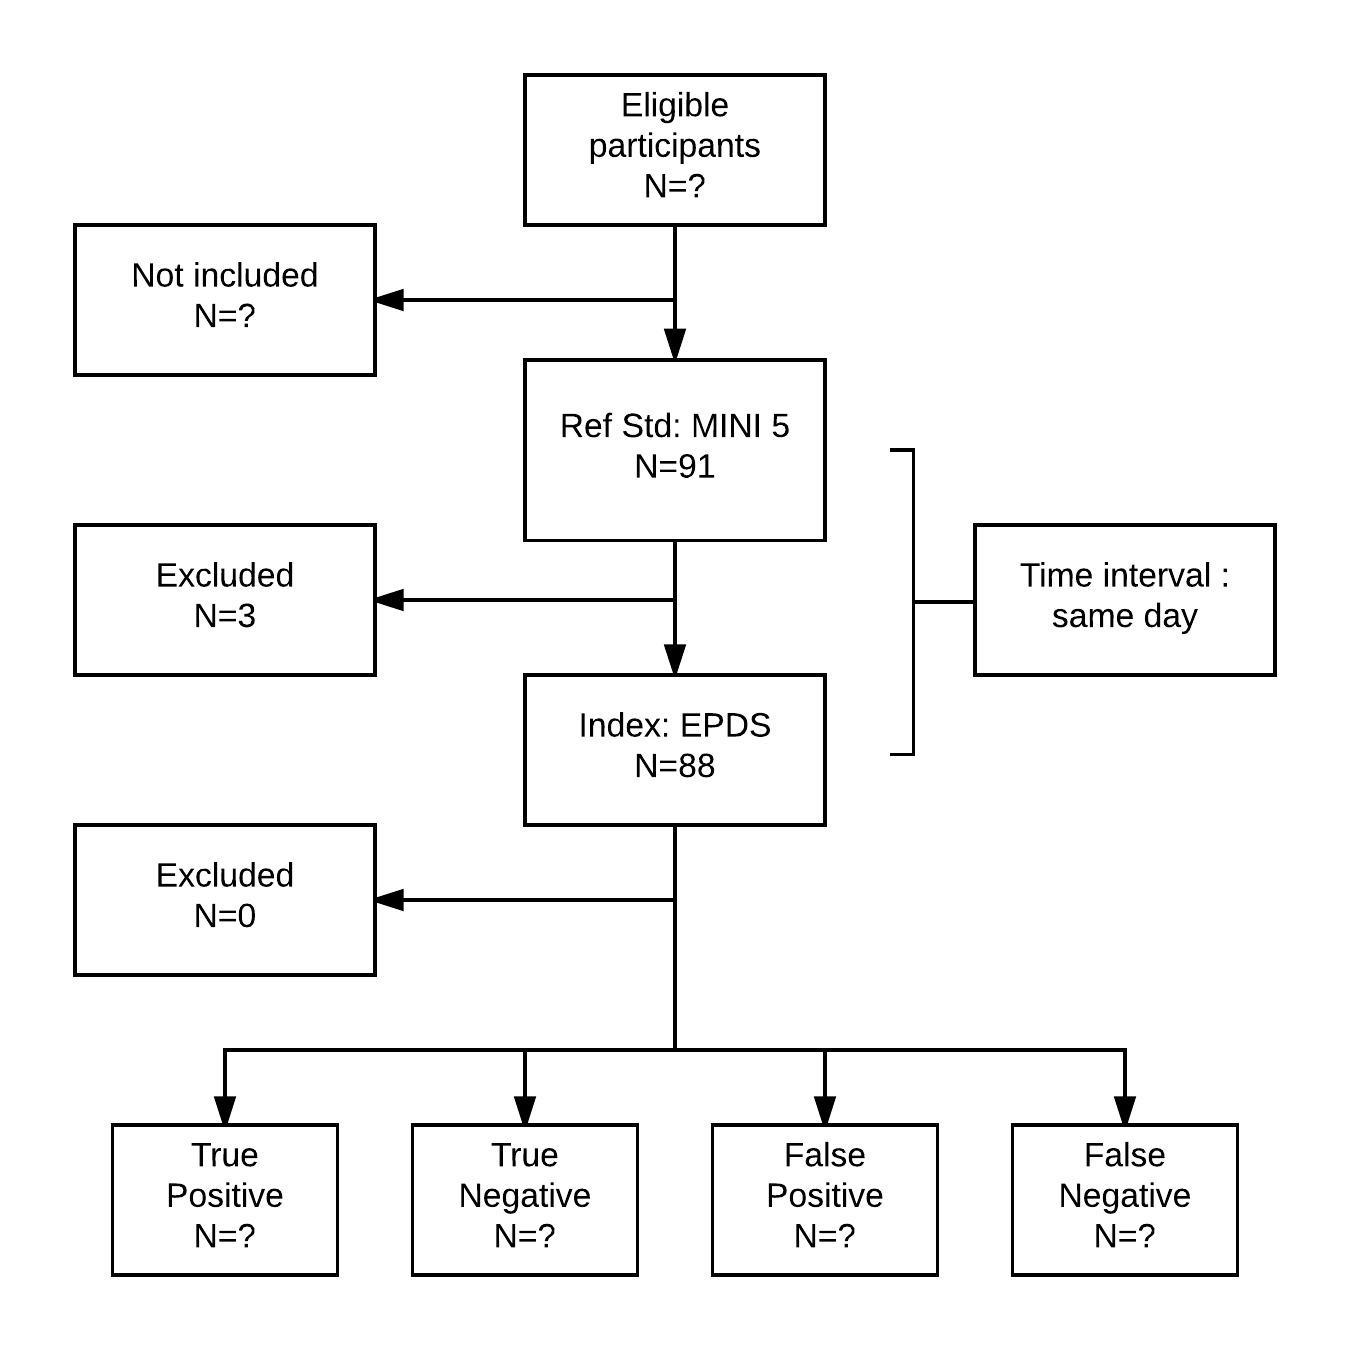 Eligible
participants
N=?
Not included
N=?
Ref Std: MINI 5
N=91
Excluded
N=3
Time interval :
same day
Index: EPDS
N=88
Excluded
N=0
True
Positive
N=?
True
Negative
N=?
False
Positive
N=?
False
Negative
N=?